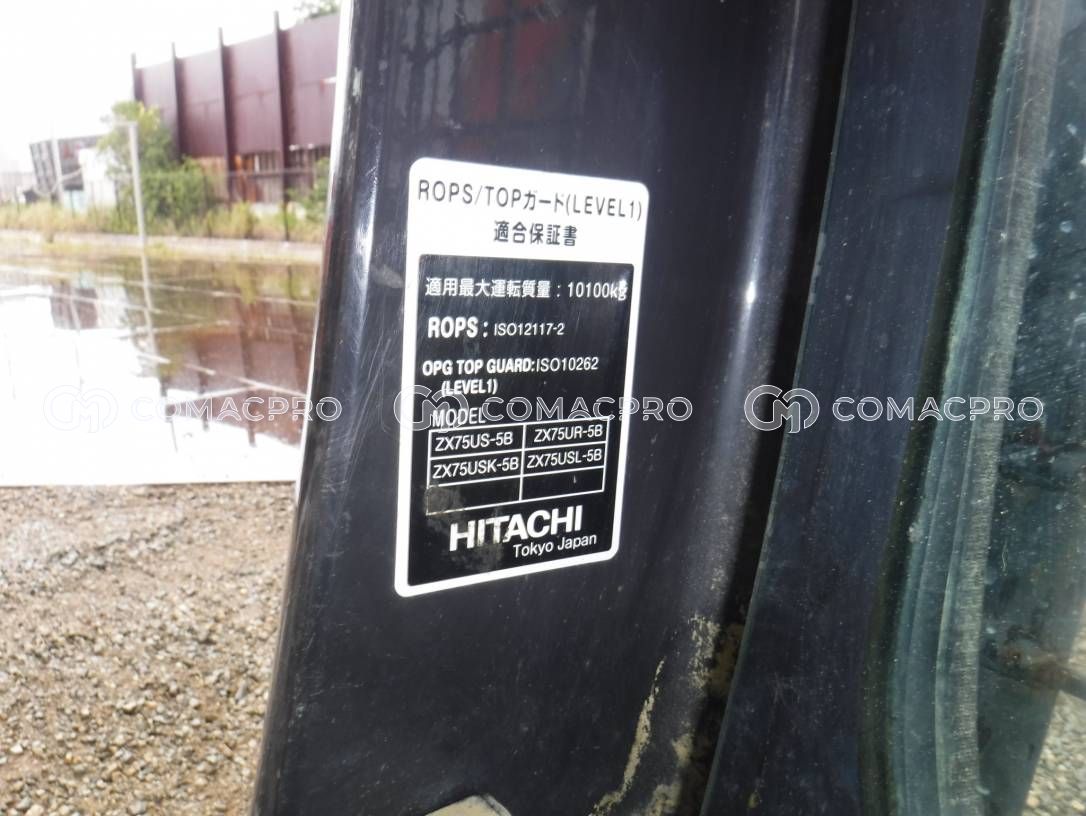 ROPS/TOPガード(LEVEL1)
適合保証書
適用最大運転質量：10100kg
ROPS：ISO12117-2
OPG TOP GUARD:ISO10262
(LEVEL1)
COMACPRO COMACPRO COMACPRO
MODEL
ZX75US-5B ZX75UR-5B
ZX75USK-5B ZX75USL-5B
HITACHI
Tokyo Japan